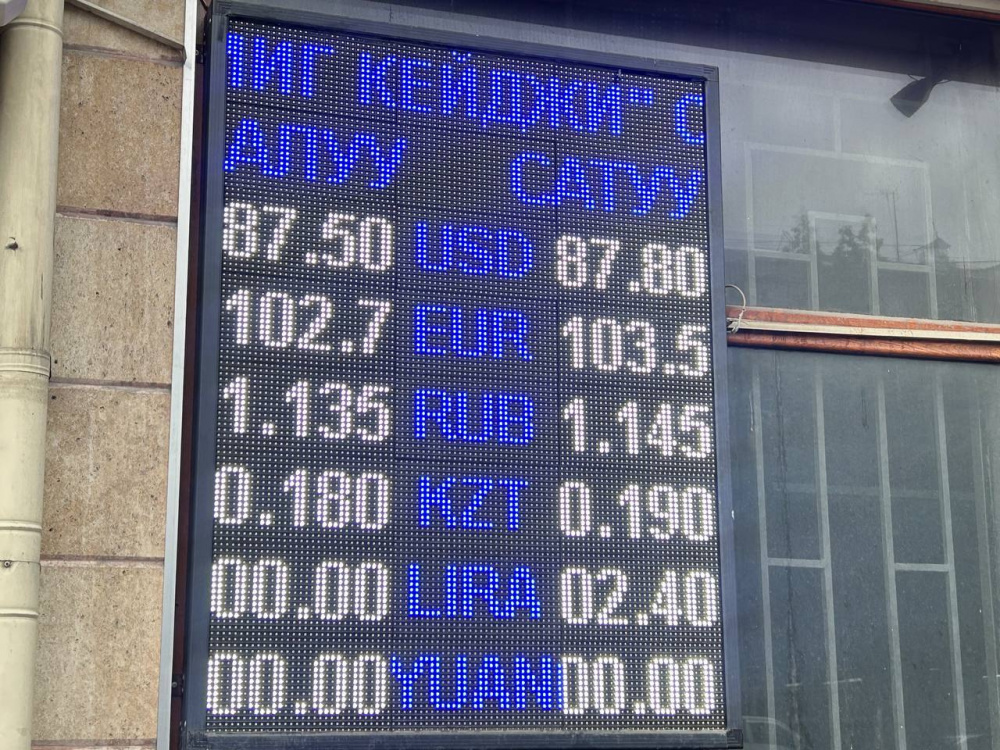 КЕЙДЖИ" С
АЛУУ САТУУ
87.50 USD 87.80
102.7 EUR 103.5
1.135 RUB 1.145
0.180 KZT 0.190
00.00 LIRA 02.40
00.00 YUAN 00.00